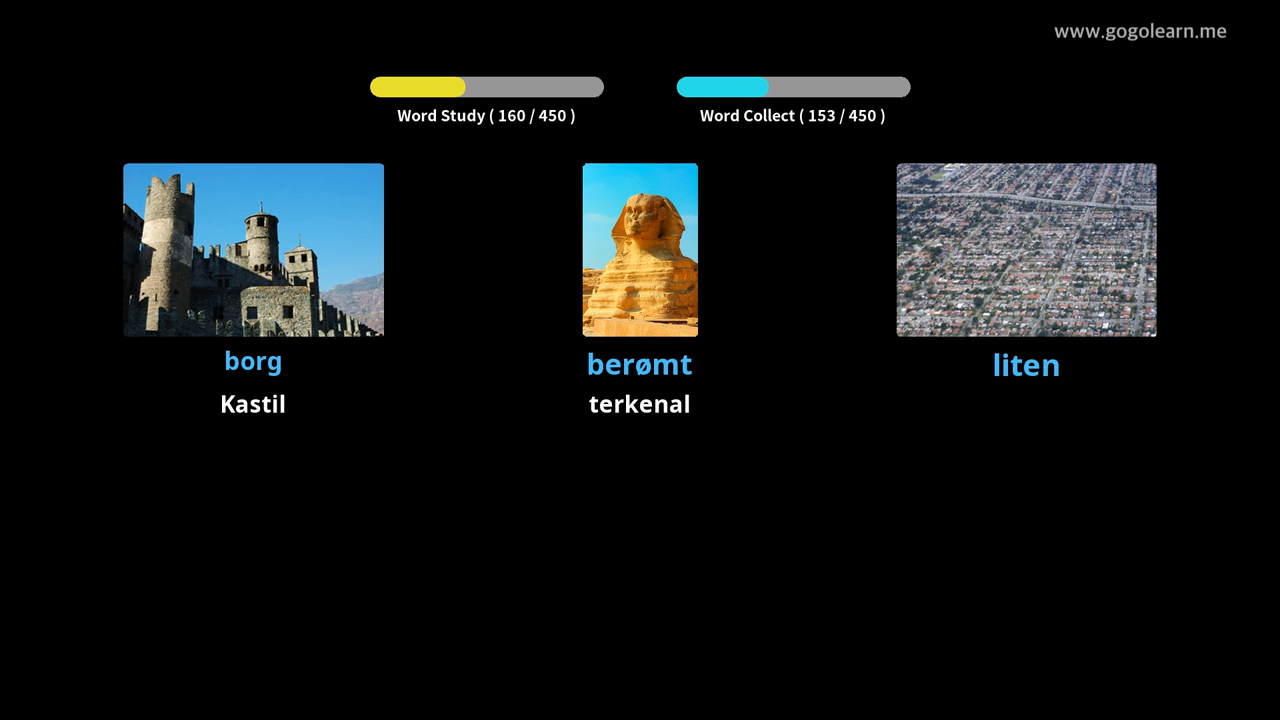 www.gogolearn.me
Word Study ( 160 / 450 )
Word Collect ( 153 / 450 )
borg
Kastil
berømt
terkenal
liten